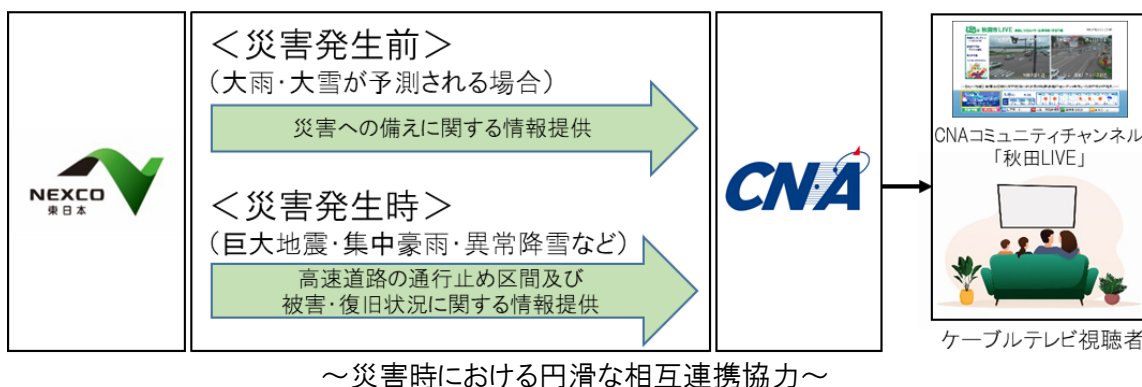 NEXCO
東日本
＜災害発生前＞
（大雨・大雪が予測される場合）
災害への備えに関する情報提供
＜災害発生時＞
（巨大地震・集中豪雨・異常降雪など）
高速道路の通行止め区間及び
被害・復旧状況に関する情報提供
CNA
秋田LIVE
CNAコミュニティチャンネル
「秋田LIVE」
ケーブルテレビ視聴者
～災害時における円滑な相互連携協力～